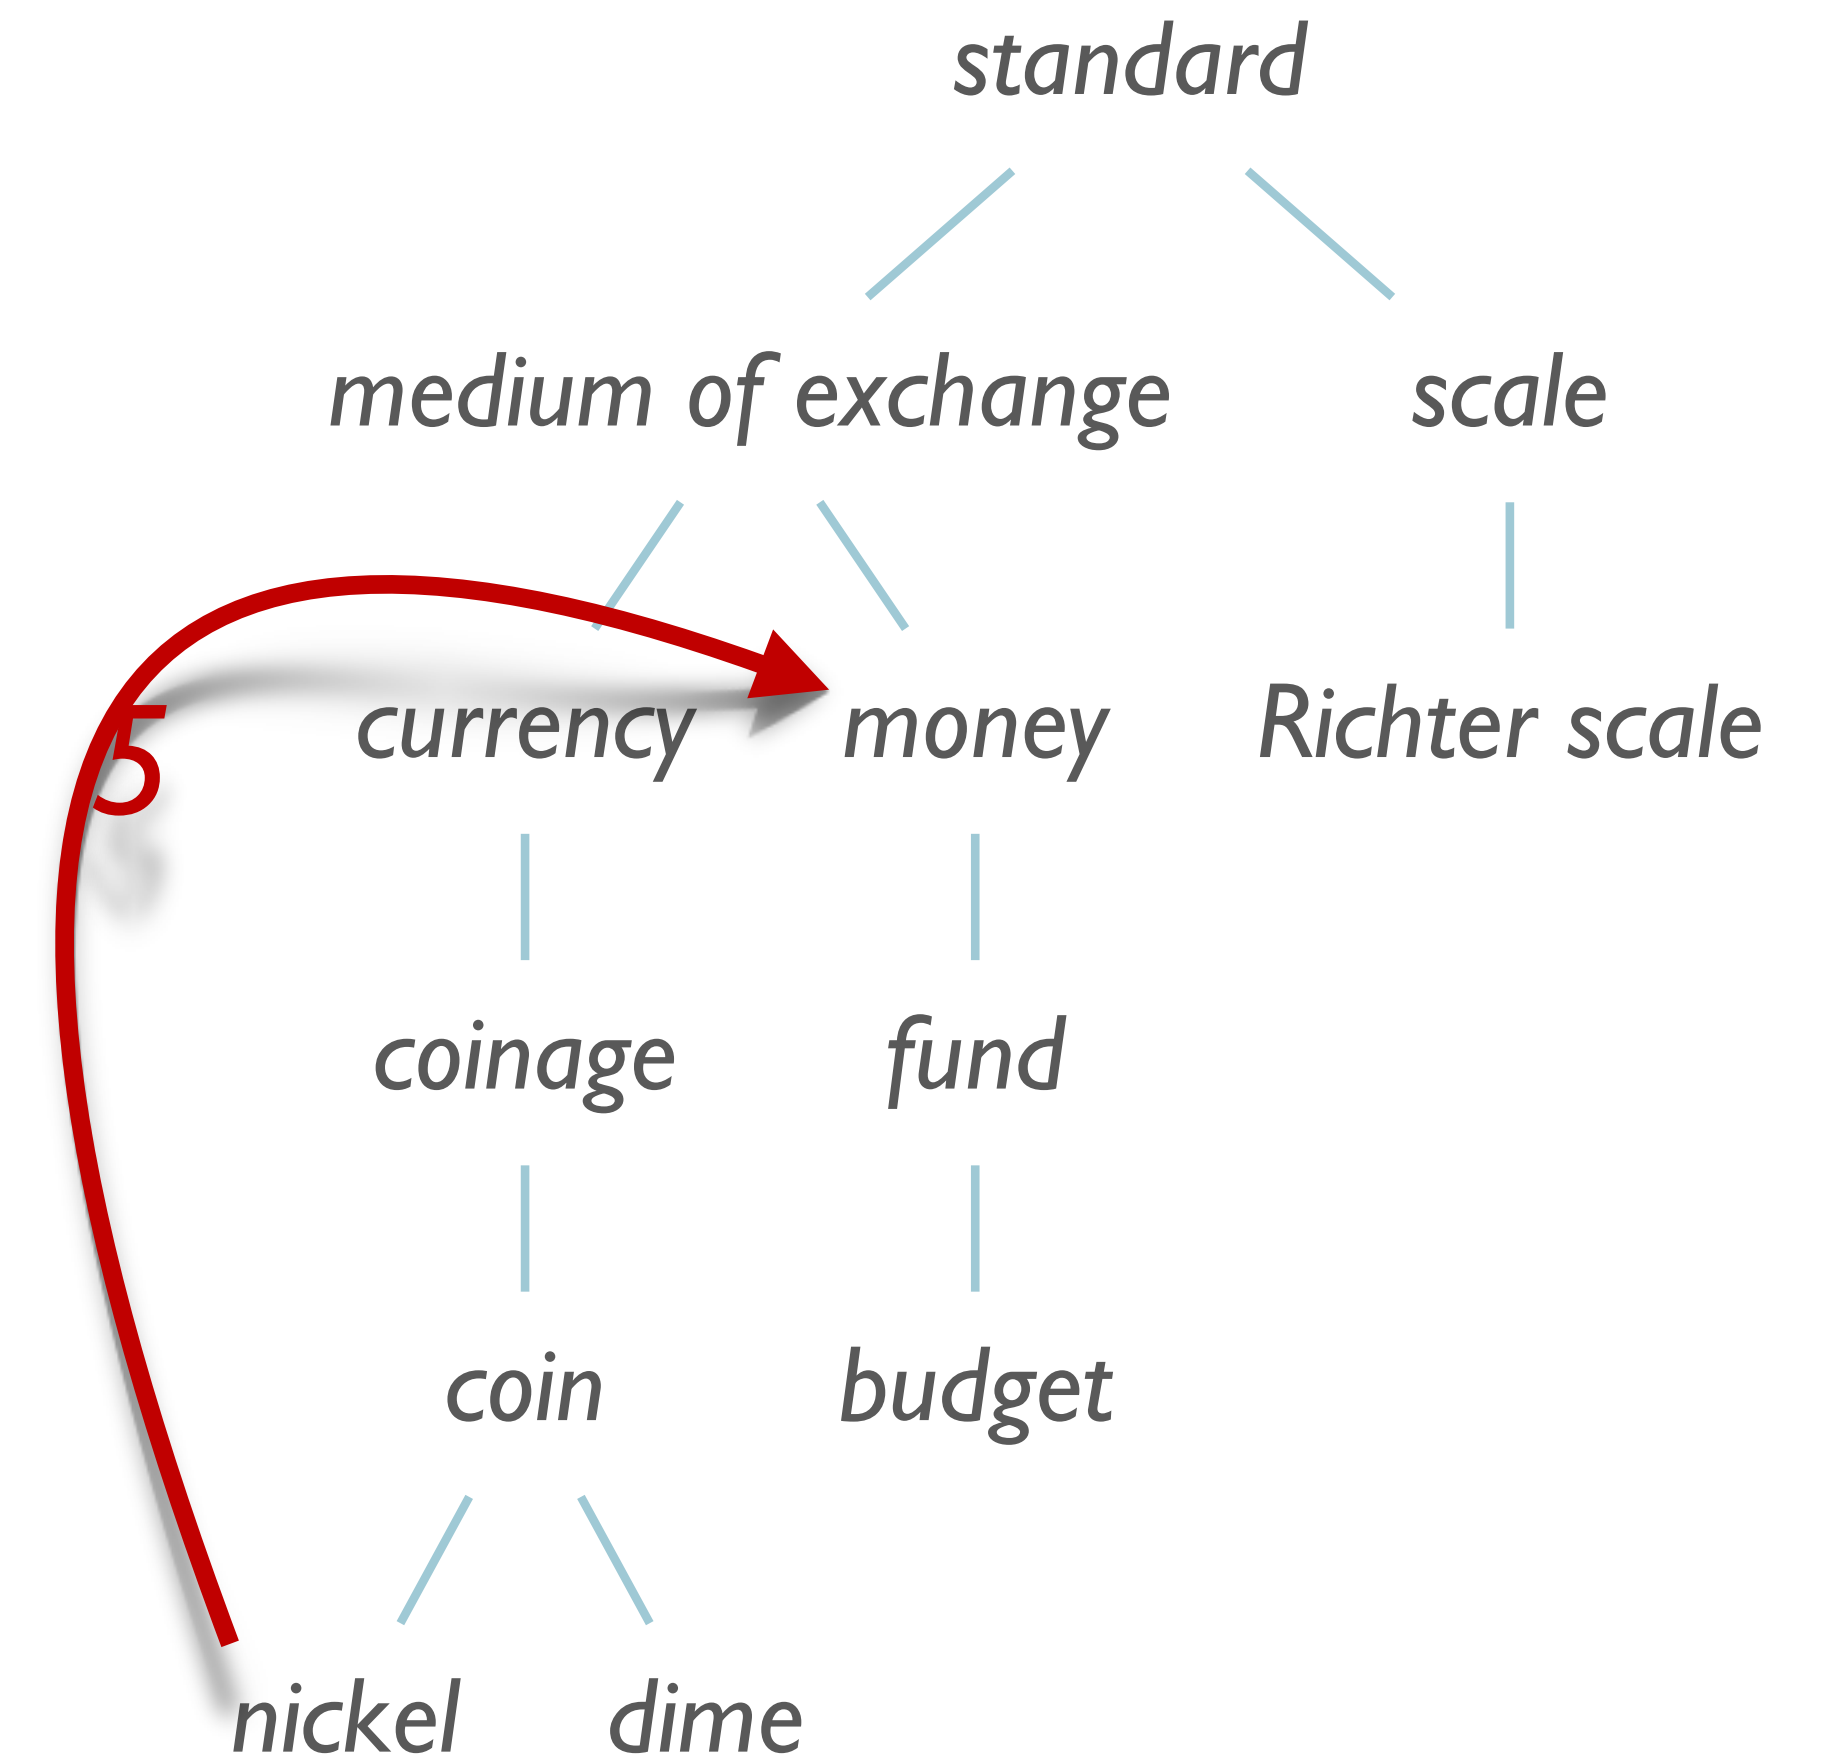 standard
medium of exchange scale
currency money Richter scale
5
coinage fund
coin budget
nickel dime